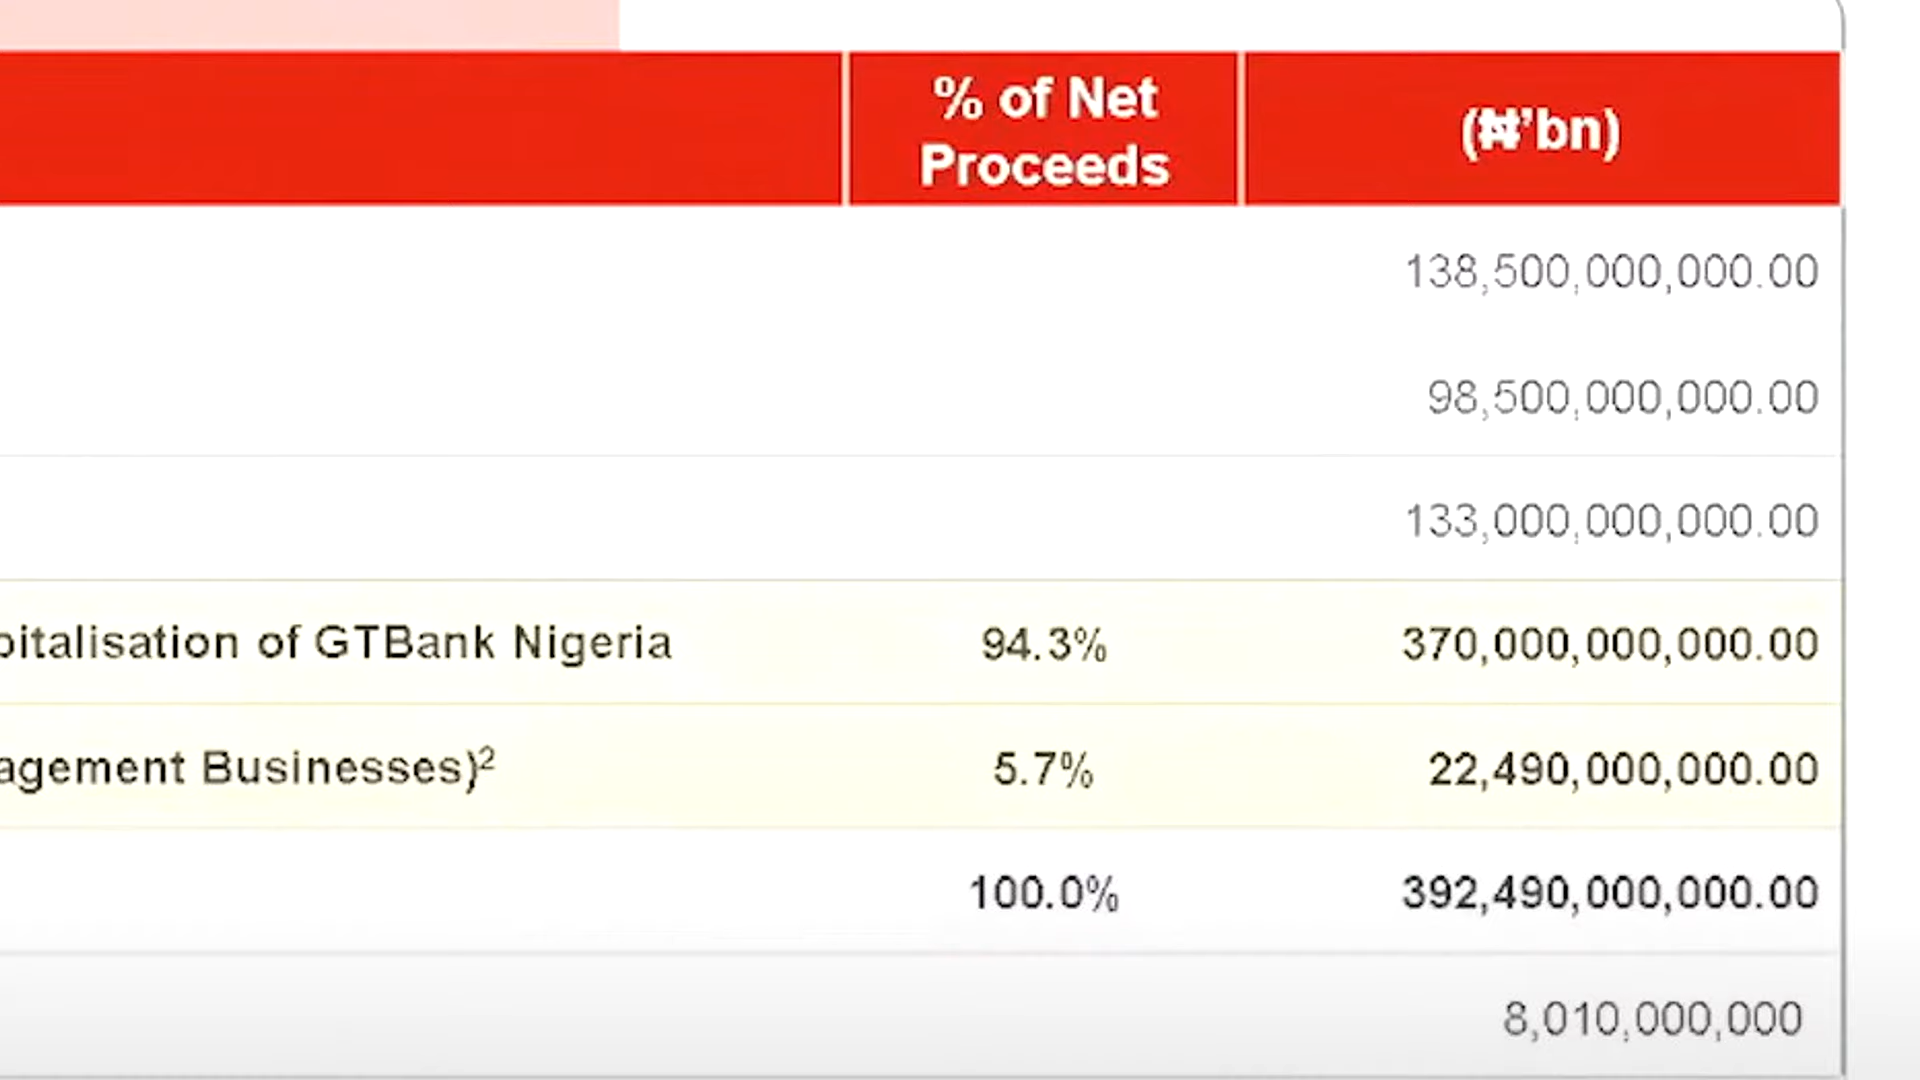 % of Net
Proceeds
(₦'bn)
138,500,000,000.00
98,500,000,000.00
133,000,000,000.00
pitalisation of GTBank Nigeria 94.3% 370,000,000,000.00
agement Businesses)² 5.7% 22,490,000,000.00
100.0% 392,490,000,000.00
8,010,000,000